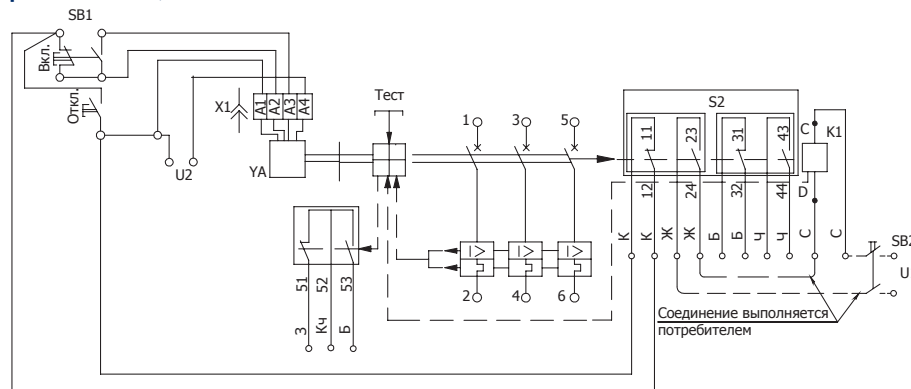 SB1
Вкл.
Откл.
X1
A1
A2
A3
A4
U2
YA
Тест
1
3
5
S2
11
23
31
43
C
K1
12
24
32
44
D
К
К
Ж
Ж
Б
Б
Ч
Ч
С
С
SB2
U
51
52
53
I>
I>
I>
2
4
6
З
Кч
Б
Соединение выполняется
потребителем